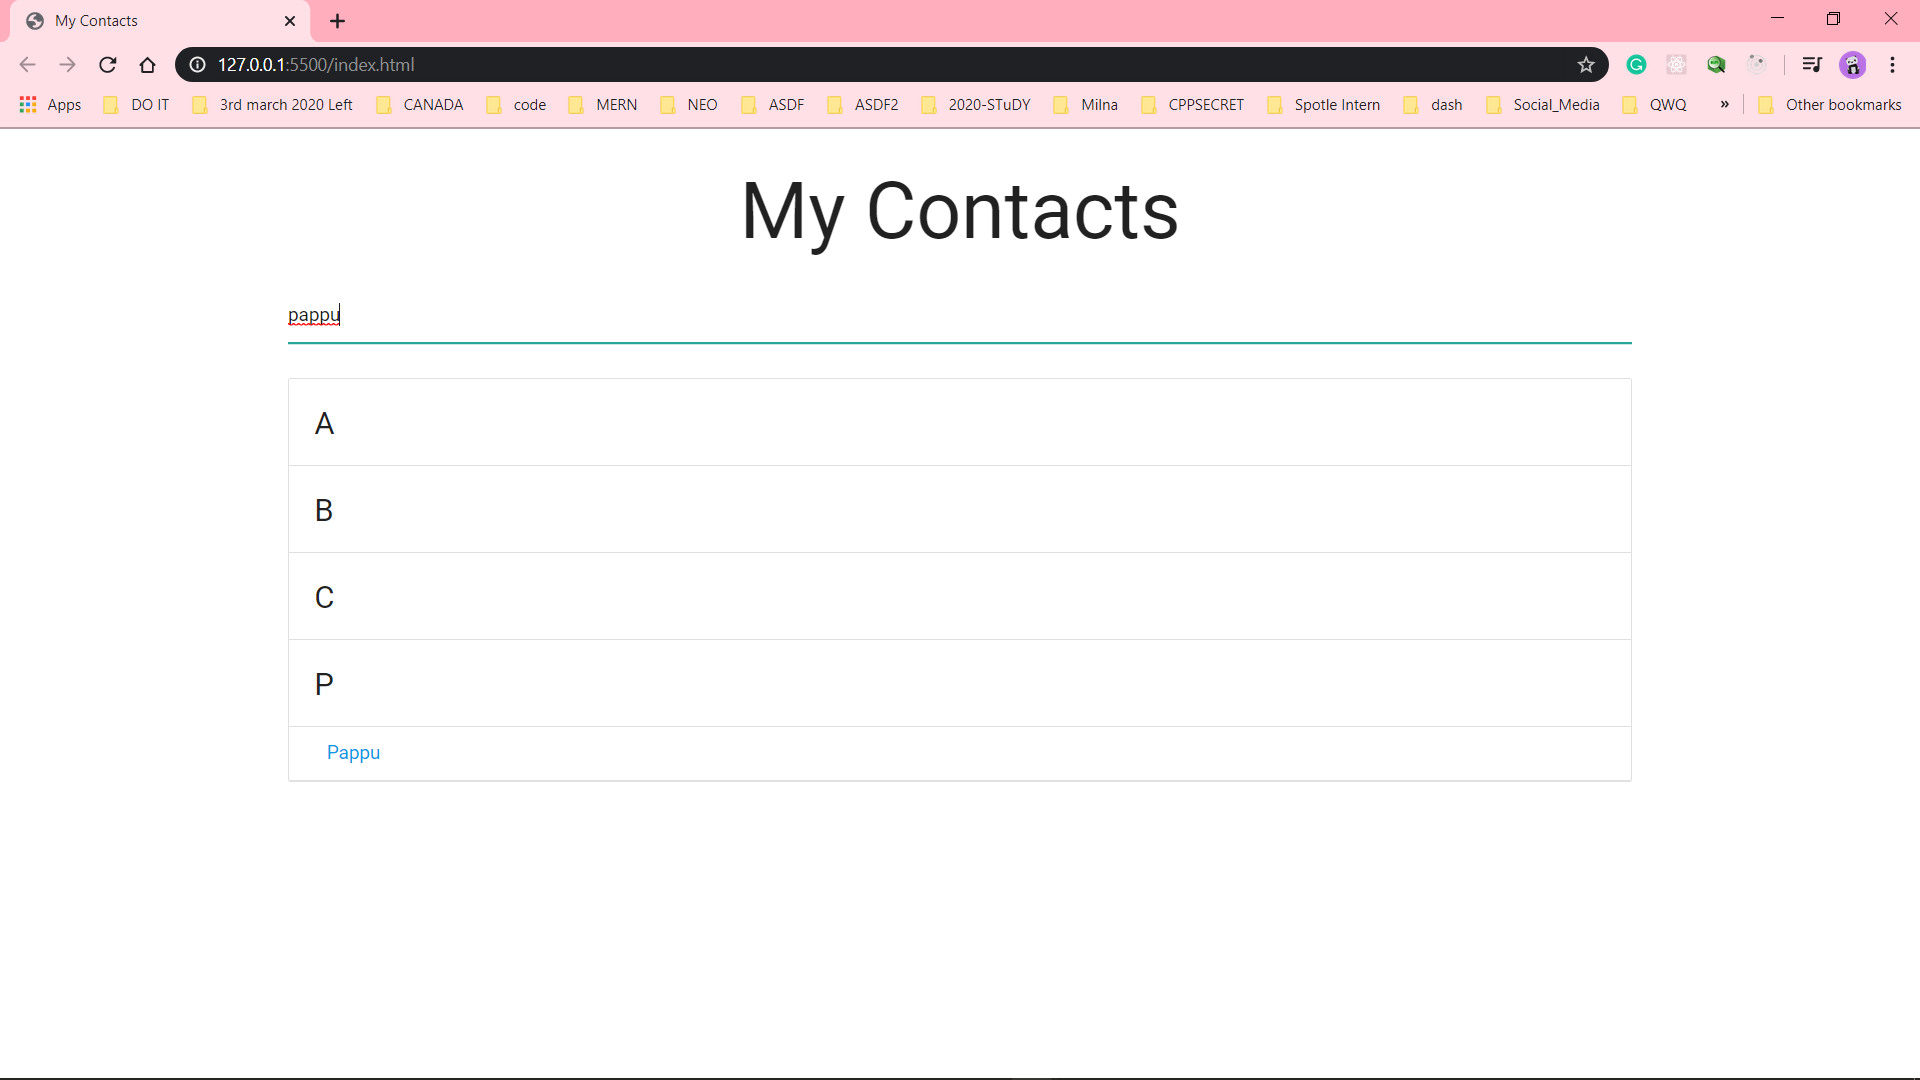 My Contacts
127.0.0.1:5500/index.html
Apps DO IT 3rd march 2020 Left CANADA code MERN NEO ASDF ASDF2 2020-STuDY Milna CPPSECRET Spotle Intern dash Social_Media QWQ » Other bookmarks
My Contacts
pappu
A
B
C
P
Pappu